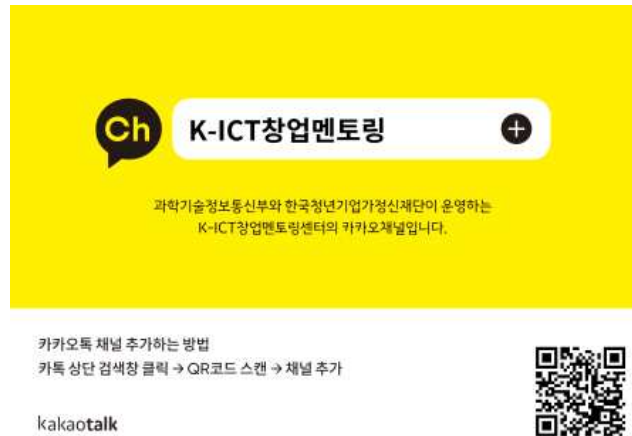 Ch
K-ICT창업멘토링
과학기술정보통신부와 한국청년기업가정신재단이 운영하는
K-ICT창업멘토링센터의 카카오채널입니다.
카카오톡 채널 추가하는 방법
카톡 상단 검색창 클릭 → QR코드 스캔 → 채널 추가
kakaotalk